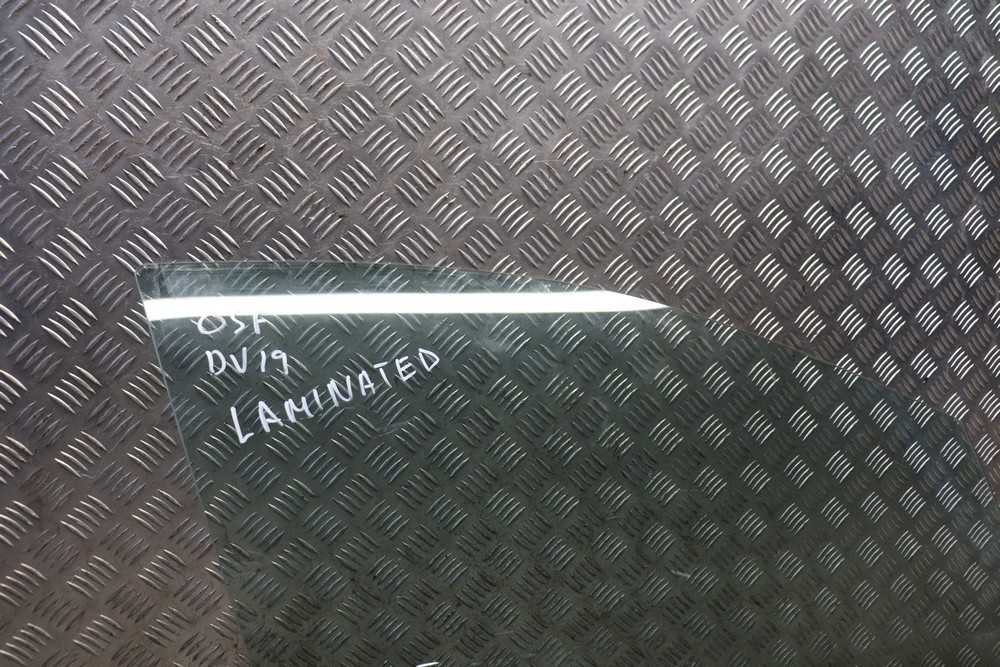 OSF
DV19
LAMINATED